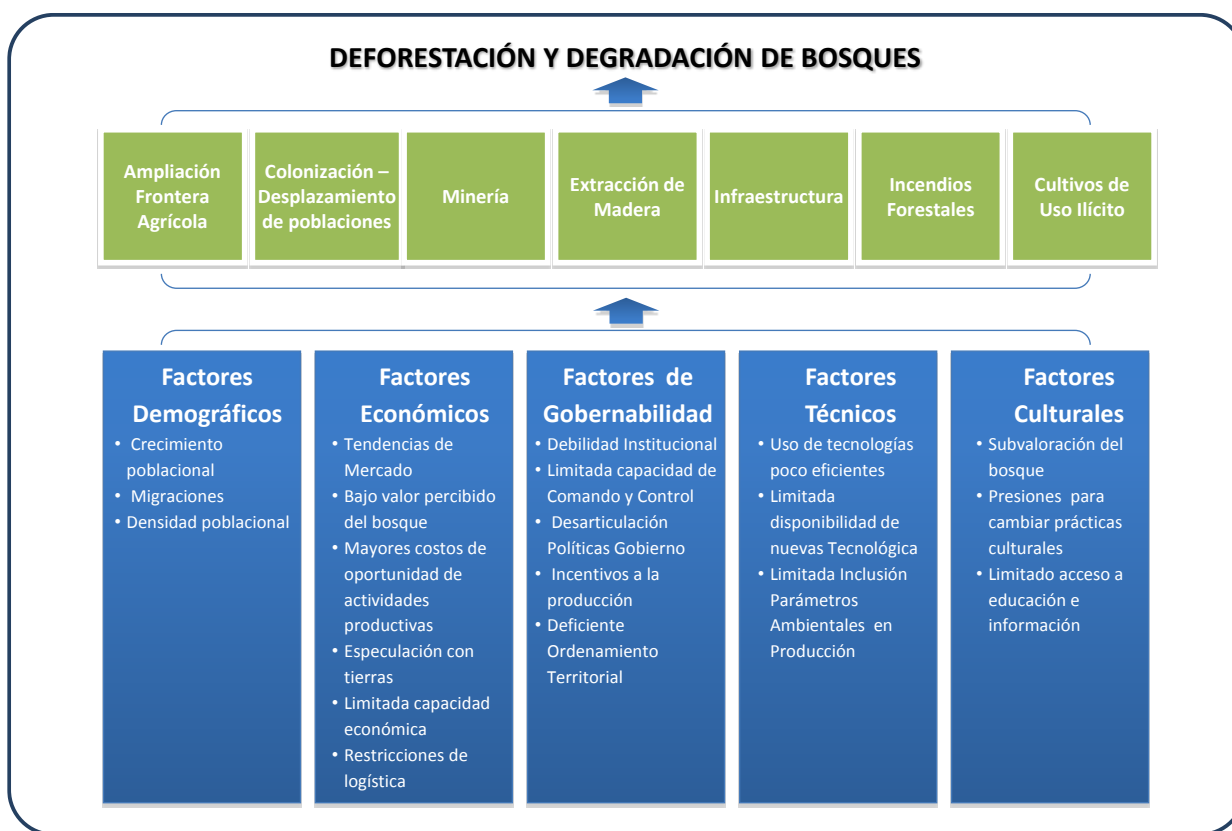 DEFORESTACIÓN Y DEGRADACIÓN DE BOSQUES
Ampliación
Frontera
Agrícola
Colonización –
Desplazamiento
de poblaciones
Minería
Extracción de
Madera
Infraestructura
Incendios
Forestales
Cultivos de
Uso Ilícito
Factores
Demográficos
• Crecimiento
poblacional
• Migraciones
• Densidad poblacional
Factores
Económicos
• Tendencias de
Mercado
• Bajo valor percibido
del bosque
• Mayores costos de
oportunidad de
actividades
productivas
• Especulación con
tierras
• Limitada capacidad
económica
• Restricciones de
logística
Factores de
Gobernabilidad
• Debilidad Institucional
• Limitada capacidad de
Comando y Control
• Desarticulación
Políticas Gobierno
• Incentivos a la
producción
• Deficiente
Ordenamiento
Territorial
Factores
Técnicos
• Uso de tecnologías
poco eficientes
• Limitada
disponibilidad de
nuevas Tecnológica
• Limitada Inclusión
Parámetros
Ambientales en
Producción
Factores
Culturales
• Subvaloración del
bosque
• Presiones para
cambiar prácticas
culturales
• Limitado acceso a
educación e
información